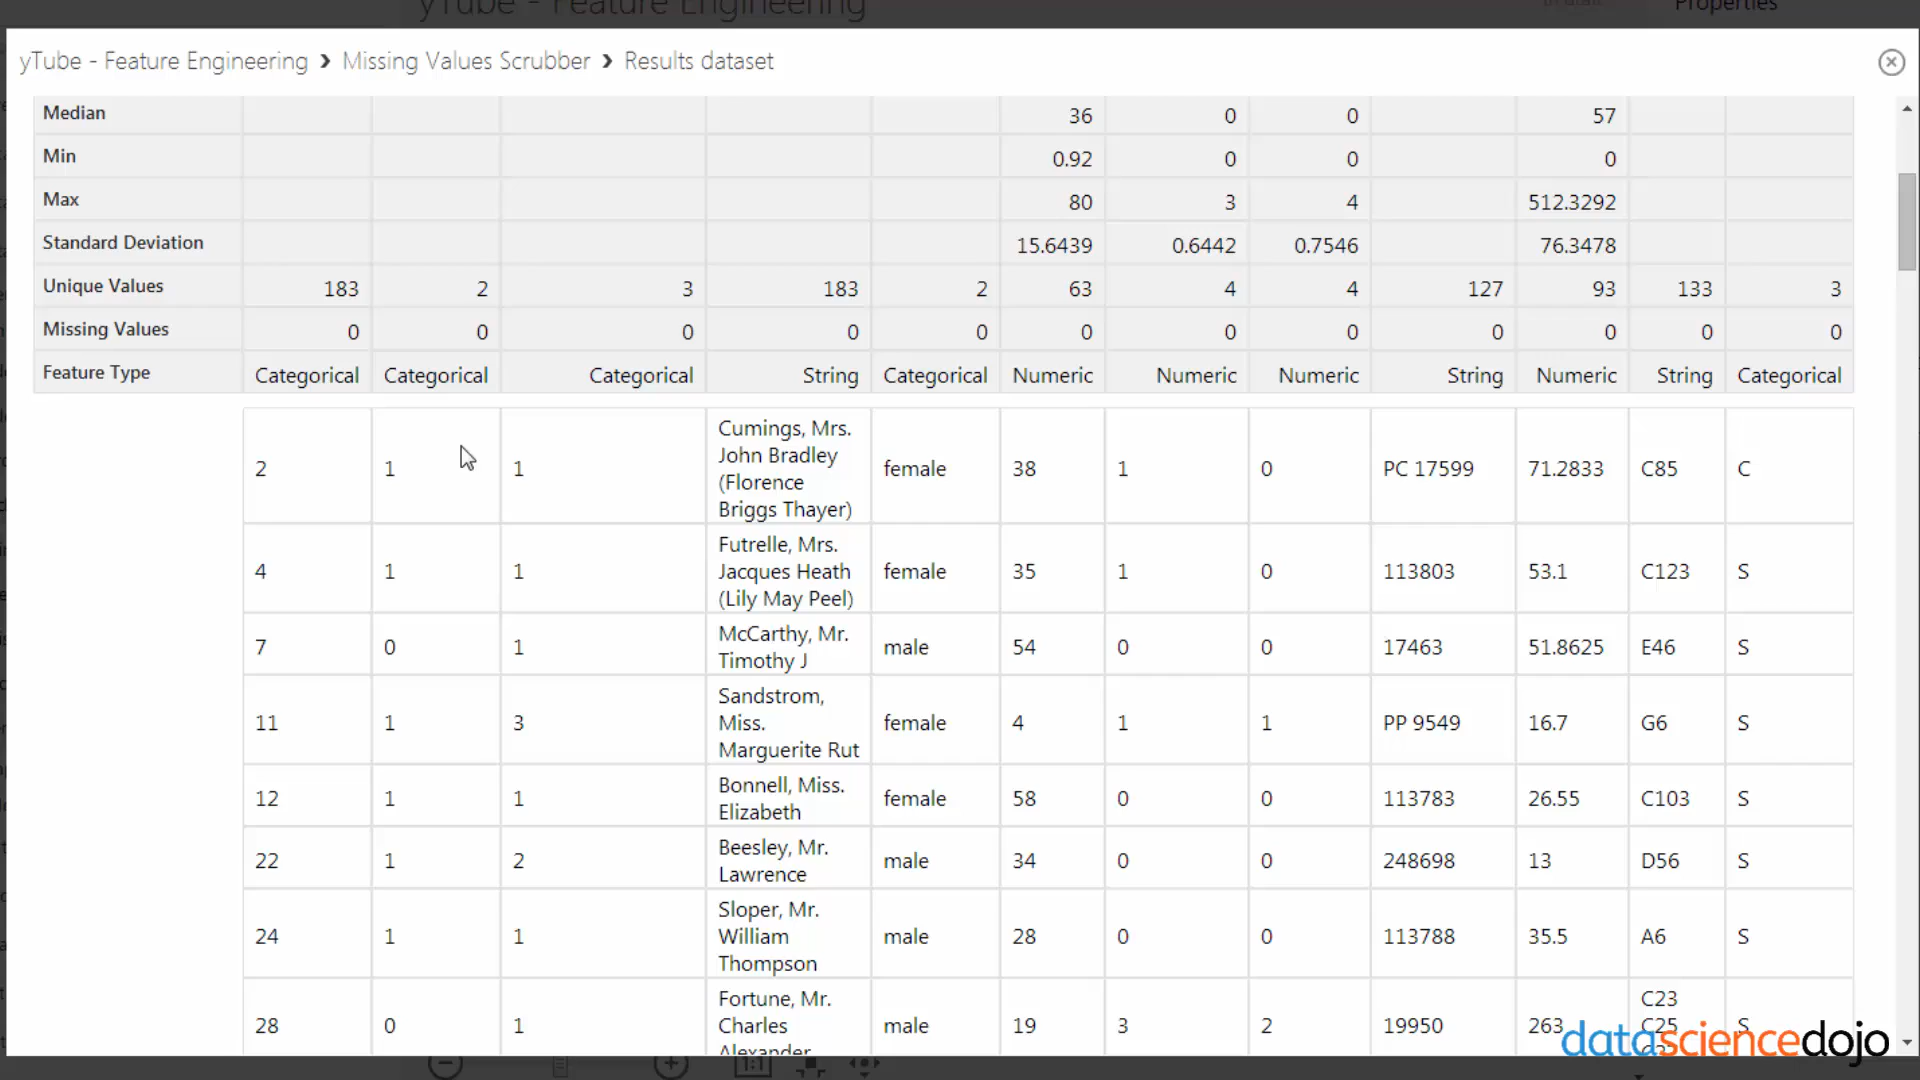 yTube - Feature Engineering
Properties
yTube - Feature Engineering › Missing Values Scrubber › Results dataset
Median 36 0 0 57
Min 0.92 0 0 0
Max 80 3 4 512.3292
Standard Deviation 15.6439 0.6442 0.7546 76.3478
Unique Values 183 2 3 183 2 63 4 4 127 93 133 3
Missing Values 0 0 0 0 0 0 0 0 0 0 0 0
Feature Type Categorical Categorical Categorical String Categorical Numeric Numeric Numeric String Numeric String Categorical
Cumings, Mrs.
John Bradley
2 1 1 female 38 1 0 PC 17599 71.2833 C85 C
(Florence
Briggs Thayer)
Futrelle, Mrs.
4 1 1 Jacques Heath female 35 1 0 113803 53.1 C123 S
(Lily May Peel)
McCarthy, Mr.
7 0 1 male 54 0 0 17463 51.8625 E46 S
Timothy J
Sandstrom,
11 1 3 Miss. female 4 1 1 PP 9549 16.7 G6 S
Marguerite Rut
Bonnell, Miss.
12 1 1 female 58 0 0 113783 26.55 C103 S
Elizabeth
Beesley, Mr.
22 1 2 male 34 0 0 248698 13 D56 S
Lawrence
Sloper, Mr.
24 1 1 William male 28 0 0 113788 35.5 A6 S
Thompson
Fortune, Mr. C23
28 0 1 Charles male 19 3 2 19950 263 C25 S
Alexander
datasciencedojo
1:1